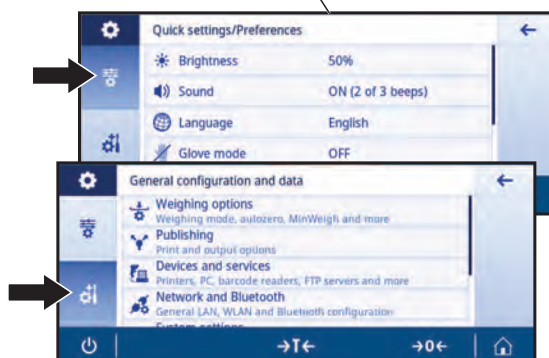 Quick settings/Preferences
Brightness 50%
Sound ON (2 of 3 beeps)
Language English
Glove mode OFF
General configuration and data
Weighing options
Weighing mode, autozero, MinWeigh and more
Publishing
Print and output options
Devices and services
Printers, PC, barcode readers, FTP servers and more
Network and Bluetooth
General LAN, WLAN and Bluetooth configuration
System settings
→T←
→0←